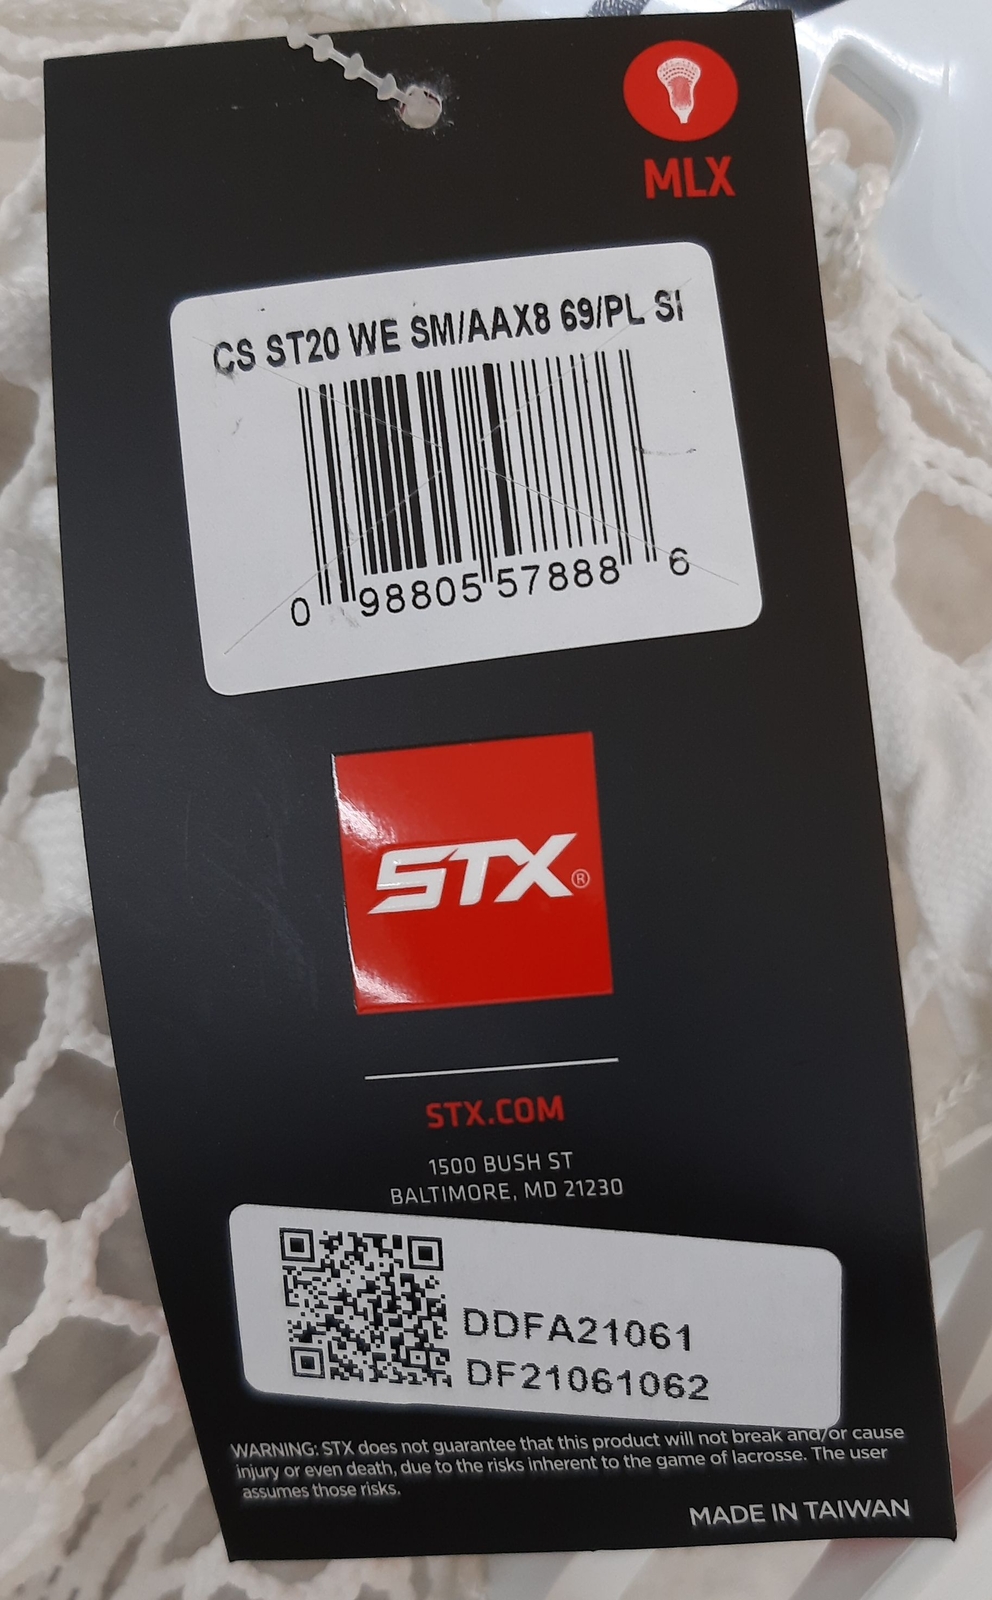 MLX
CS ST20 WE SM/AAX8 69/PL SI
0 98805 57888 6
STX®
STX.COM
1500 BUSH ST
BALTIMORE, MD 21230
DDFA21061
DF21061062
WARNING: STX does not guarantee that this product will not break and/or cause
injury or even death, due to the risks inherent to the game of lacrosse. The user
assumes those risks.
MADE IN TAIWAN